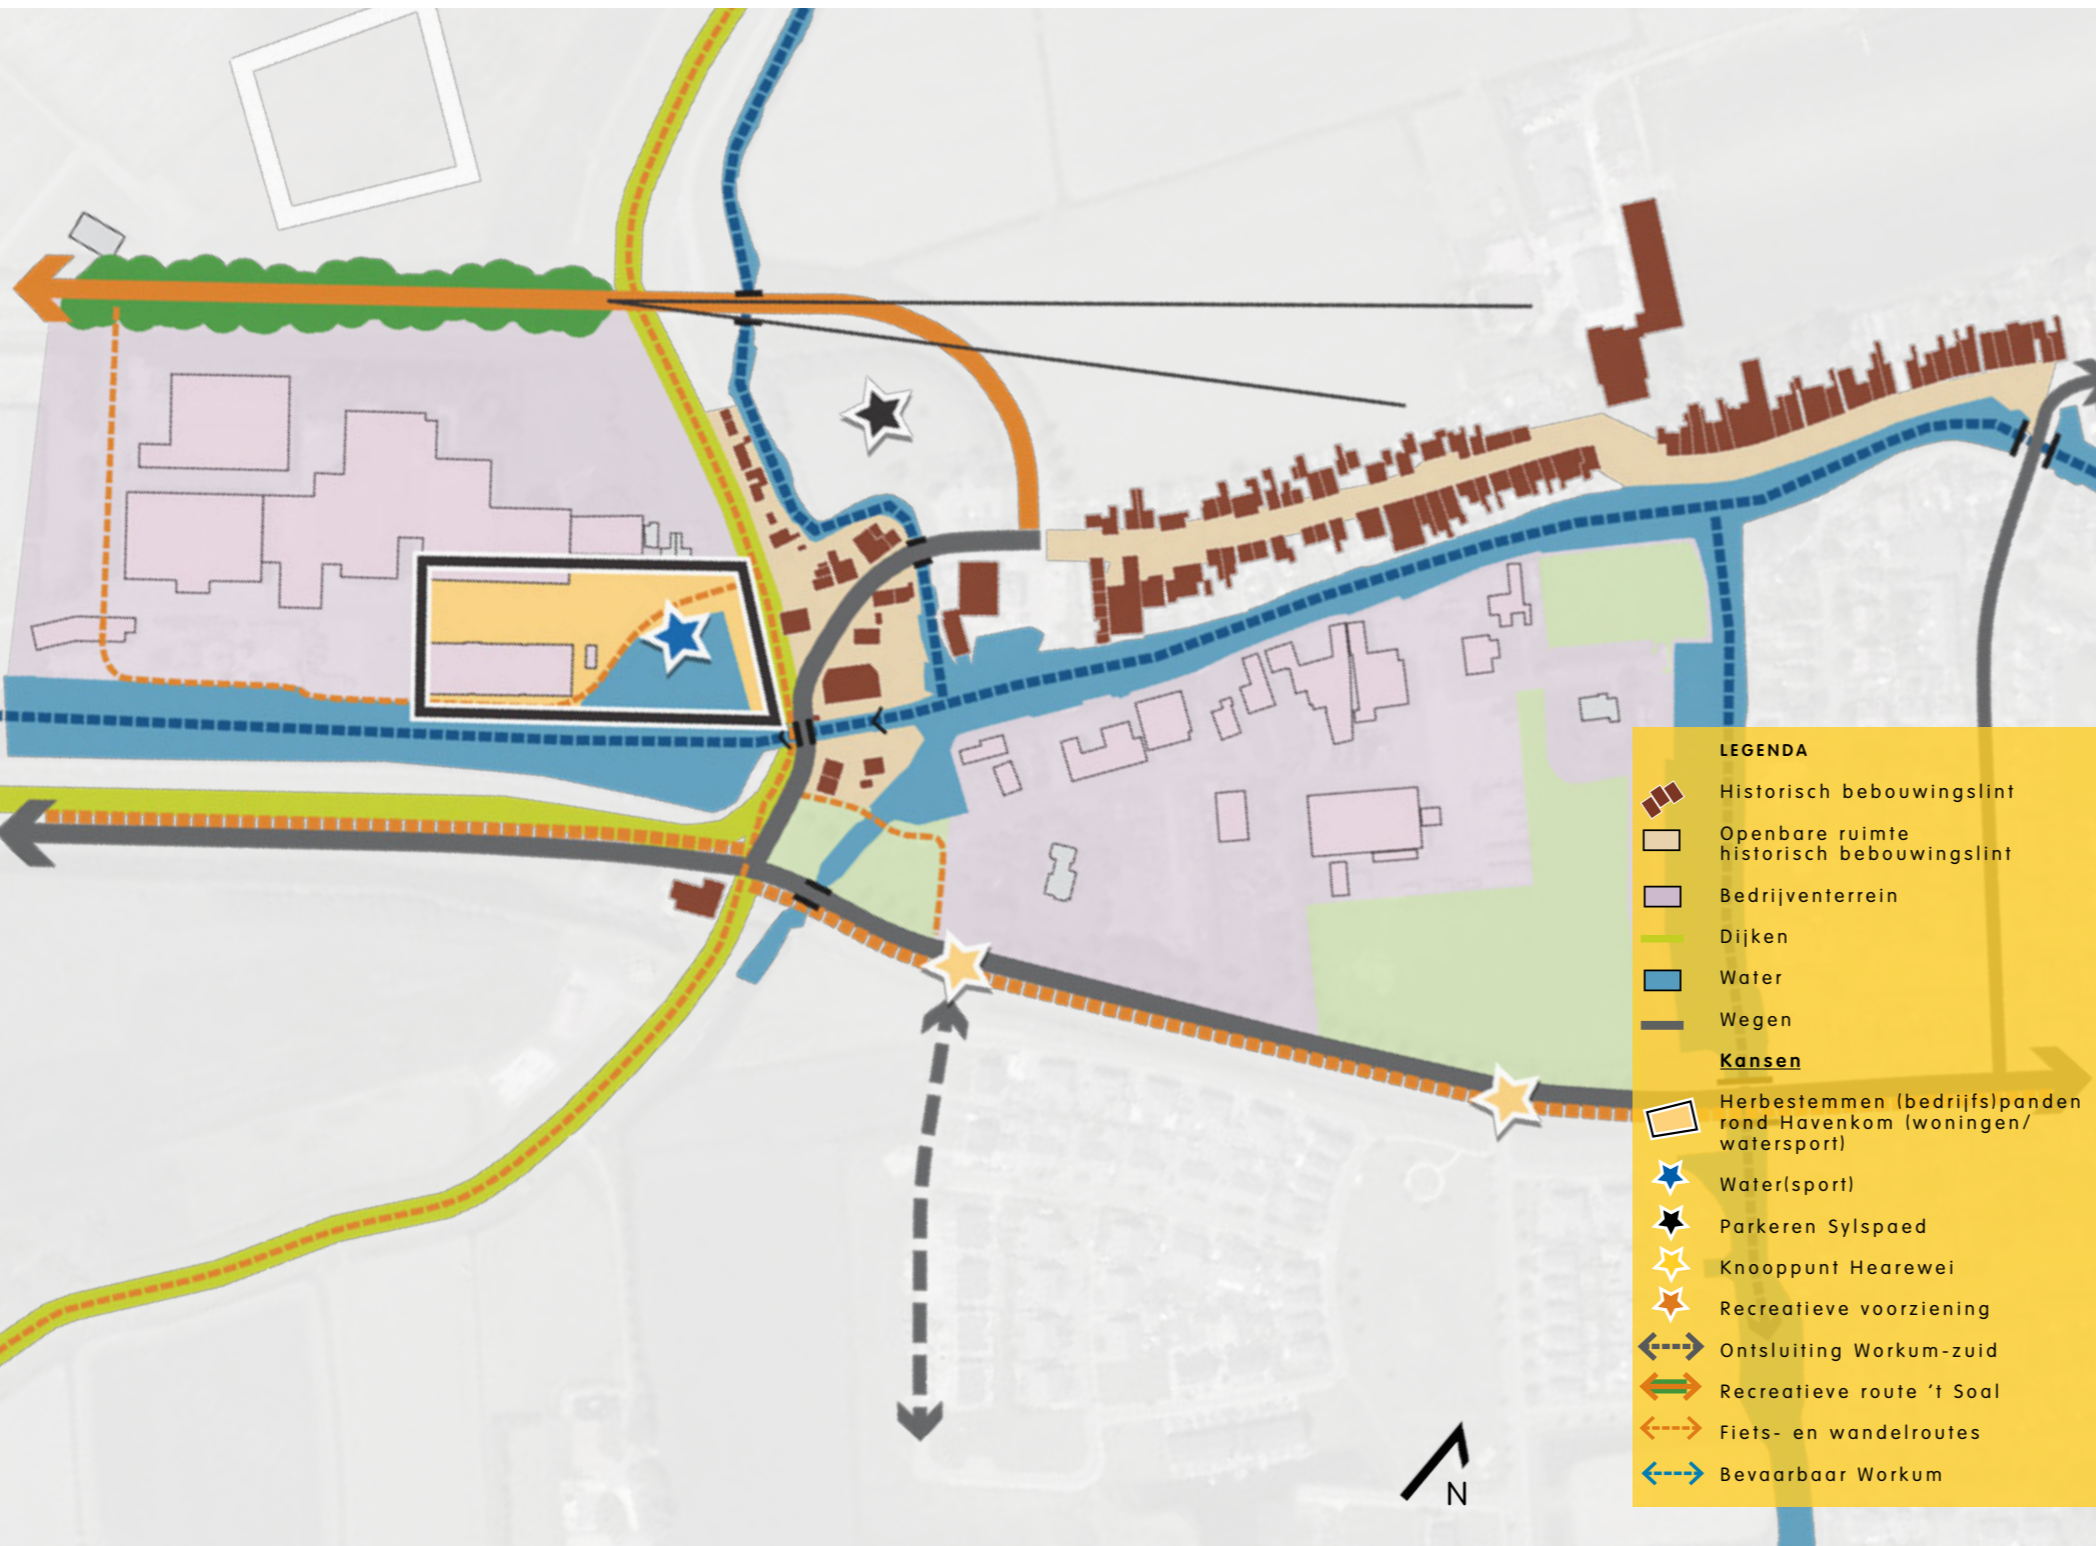 LEGENDA
Historisch bebouwingslint
Openbare ruimte
historisch bebouwingslint
Bedrijventerrein
Dijken
Water
Wegen
Kansen
Herbestemmen (bedrijfs)panden
rond Havenkom (woningen/
watersport)
Water(sport)
Parkeren Sylspaed
Knooppunt Hearewei
Recreatieve voorziening
Ontsluiting Workum-zuid
Recreatieve route ’t Soal
Fiets- en wandelroutes
Bevaarbaar Workum
N